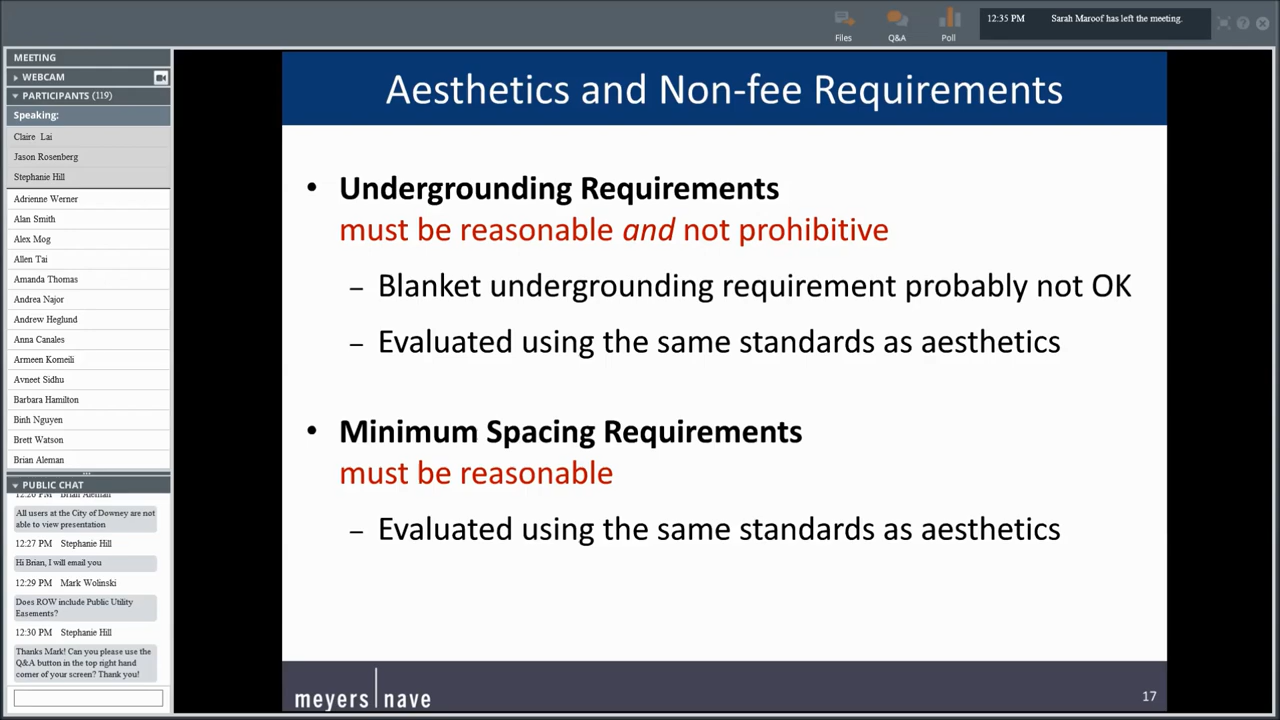 Files
Q&A
Poll
12:35 PM Sarah Maroof has left the meeting.
MEETING
WEBCAM
PARTICIPANTS (119)
Speaking:
Claire Lai
Jason Rosenberg
Stephanie Hill
Adrienne Werner
Alan Smith
Alex Mog
Allen Tai
Amanda Thomas
Andrea Najor
Andrew Heglund
Anna Canales
Armeen Komeili
Avneet Sidhu
Barbara Hamilton
Binh Nguyen
Brett Watson
Brian Aleman
PUBLIC CHAT
12:26 PM Brian Aleman
All users at the City of Downey are not
able to view presentation
12:27 PM Stephanie Hill
Hi Brian, I will email you
12:29 PM Mark Wolinski
Does ROW include Public Utility
Easements?
12:30 PM Stephanie Hill
Thanks Mark! Can you please use the
Q&A button in the top right hand
corner of your screen? Thank you!
Aesthetics and Non-fee Requirements
• Undergrounding Requirements
must be reasonable and not prohibitive
– Blanket undergrounding requirement probably not OK
– Evaluated using the same standards as aesthetics
• Minimum Spacing Requirements
must be reasonable
– Evaluated using the same standards as aesthetics
meyers nave
17